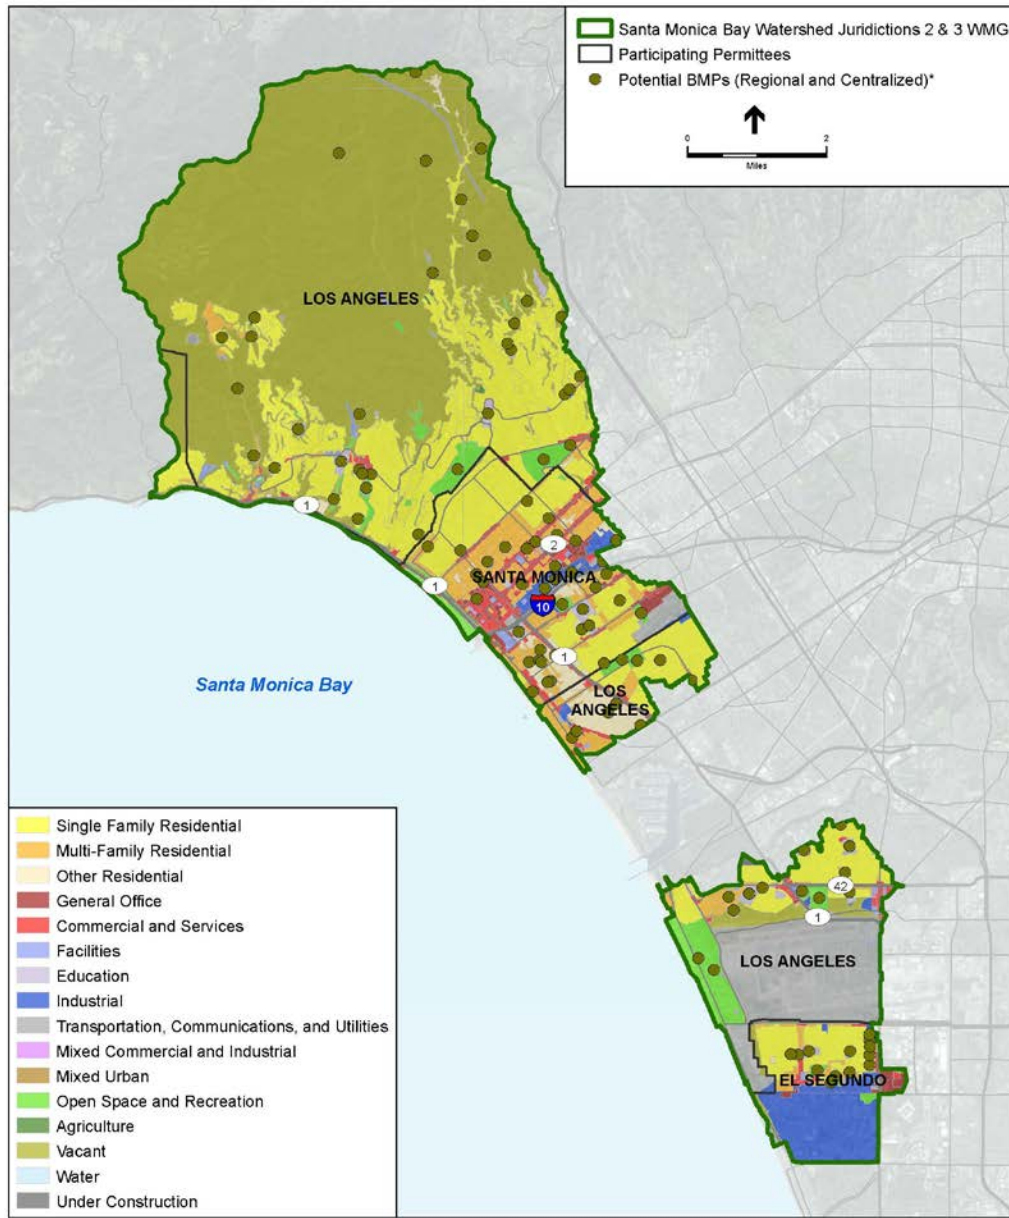 Santa Monica Bay Watershed Juridictions 2 & 3 WMG
Participating Permittees
Potential BMPs (Regional and Centralized)*
0 2
Miles
LOS ANGELES
1
2
SANTA MONICA
1
10
1
LOS
ANGELES
Santa Monica Bay
42
1
LOS ANGELES
EL SEGUNDO
Single Family Residential
Multi-Family Residential
Other Residential
General Office
Commercial and Services
Facilities
Education
Industrial
Transportation, Communications, and Utilities
Mixed Commercial and Industrial
Mixed Urban
Open Space and Recreation
Agriculture
Vacant
Water
Under Construction